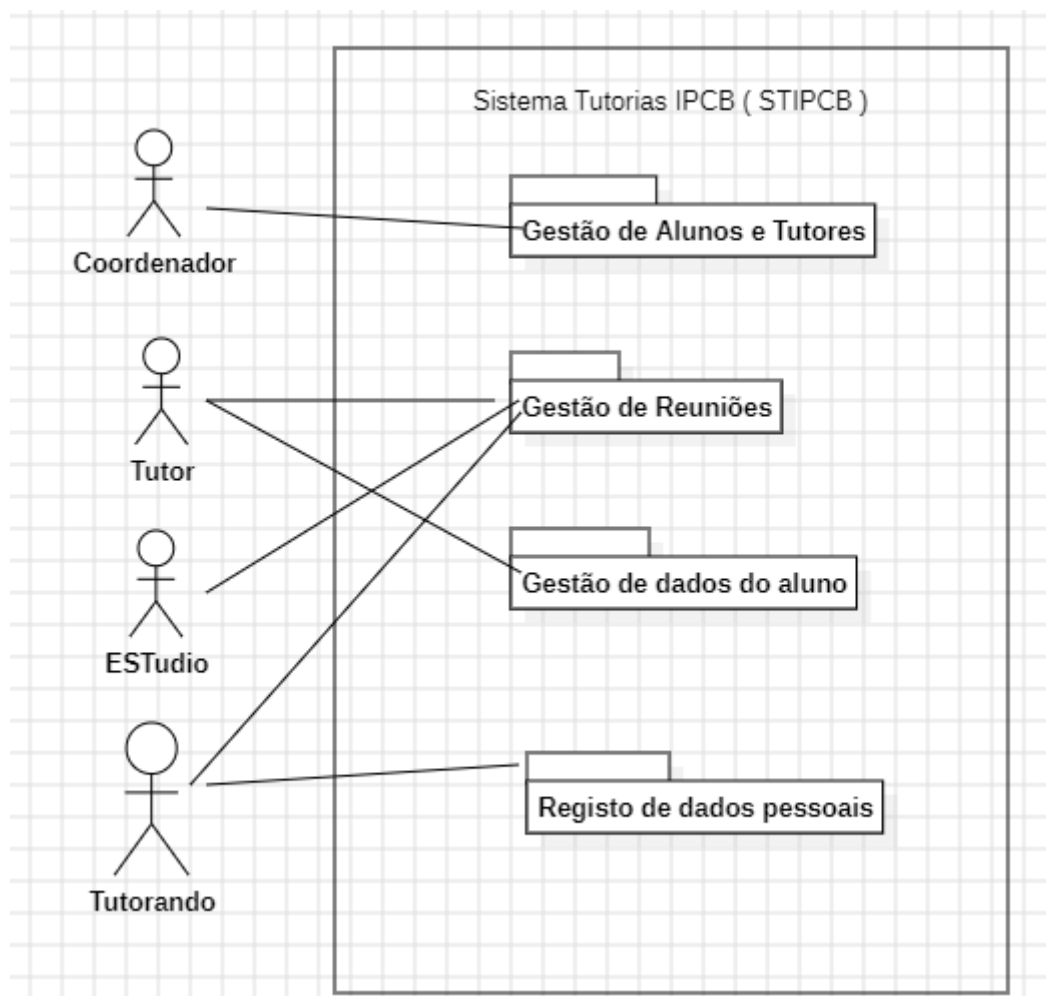 Sistema Tutorias IPCB ( STIPCB )
Coordenador
Gestão de Alunos e Tutores
Tutor
Gestão de Reuniões
ESTudio
Gestão de dados do aluno
Tutorando
Registo de dados pessoais